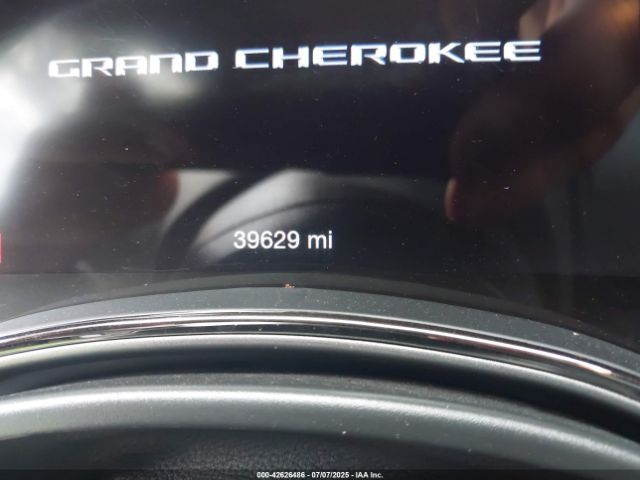 GRAND CHEROKEE
39629 mi
000-42626486 - 07/07/2025 - IAA Inc.